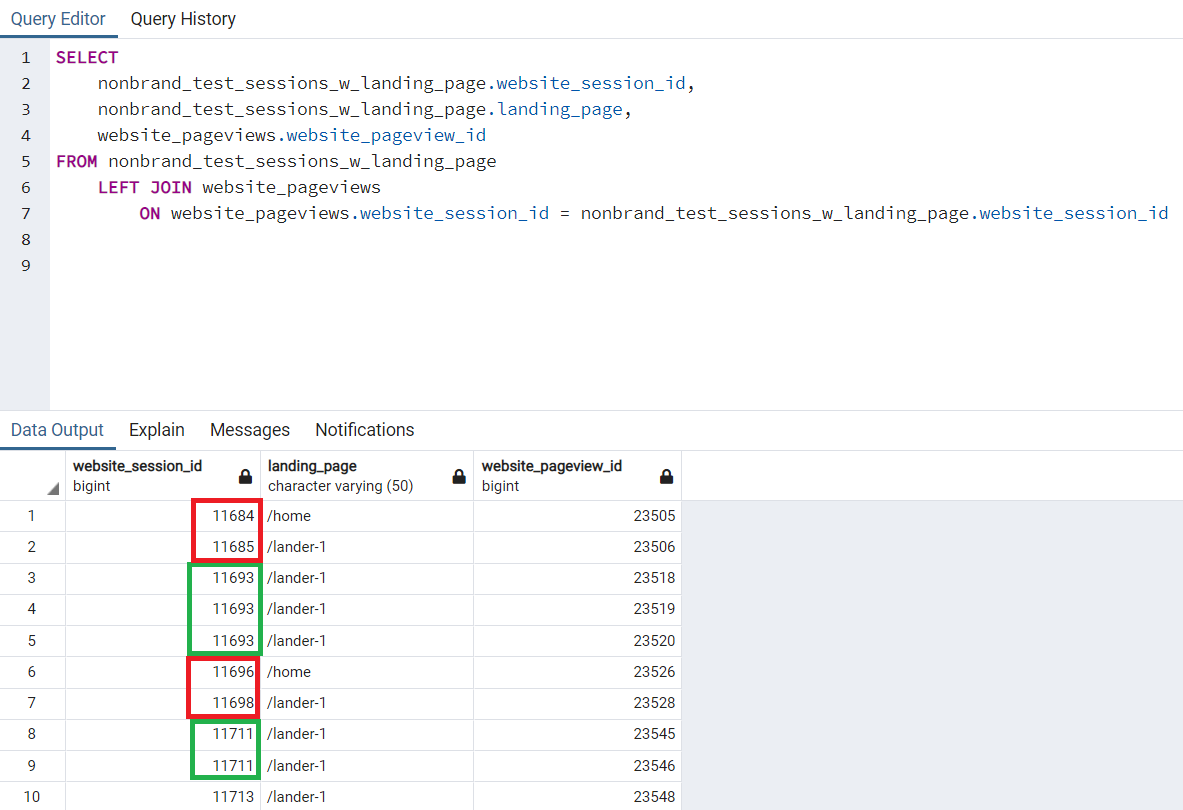 Query Editor Query History
1 SELECT
2 nonbrand_test_sessions_w_landing_page.website_session_id,
3 nonbrand_test_sessions_w_landing_page.landing_page,
4 website_pageviews.website_pageview_id
5 FROM nonbrand_test_sessions_w_landing_page
6 LEFT JOIN website_pageviews
7 ON website_pageviews.website_session_id = nonbrand_test_sessions_w_landing_page.website_session_id
8
9
Data Output Explain Messages Notifications
website_session_id landing_page website_pageview_id
bigint character varying (50) bigint
1 11684 /home 23505
2 11685 /lander-1 23506
3 11693 /lander-1 23518
4 11693 /lander-1 23519
5 11693 /lander-1 23520
6 11696 /home 23526
7 11698 /lander-1 23528
8 11711 /lander-1 23545
9 11711 /lander-1 23546
10 11713 /lander-1 23548